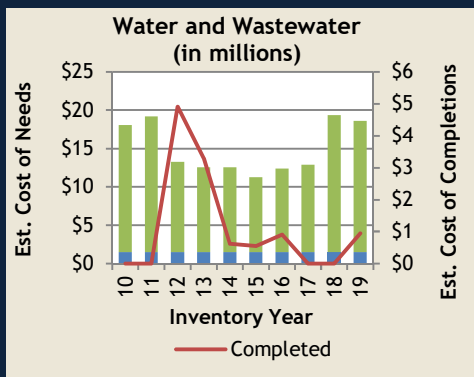 Water and Wastewater
(in millions)
Est. Cost of Needs
$25
$20
$15
$10
$5
$0
$6
$5
$4
$3
$2
$1
$0
Est. Cost of Completions
10 11 12 13 14 15 16 17 18 19
Inventory Year
Completed